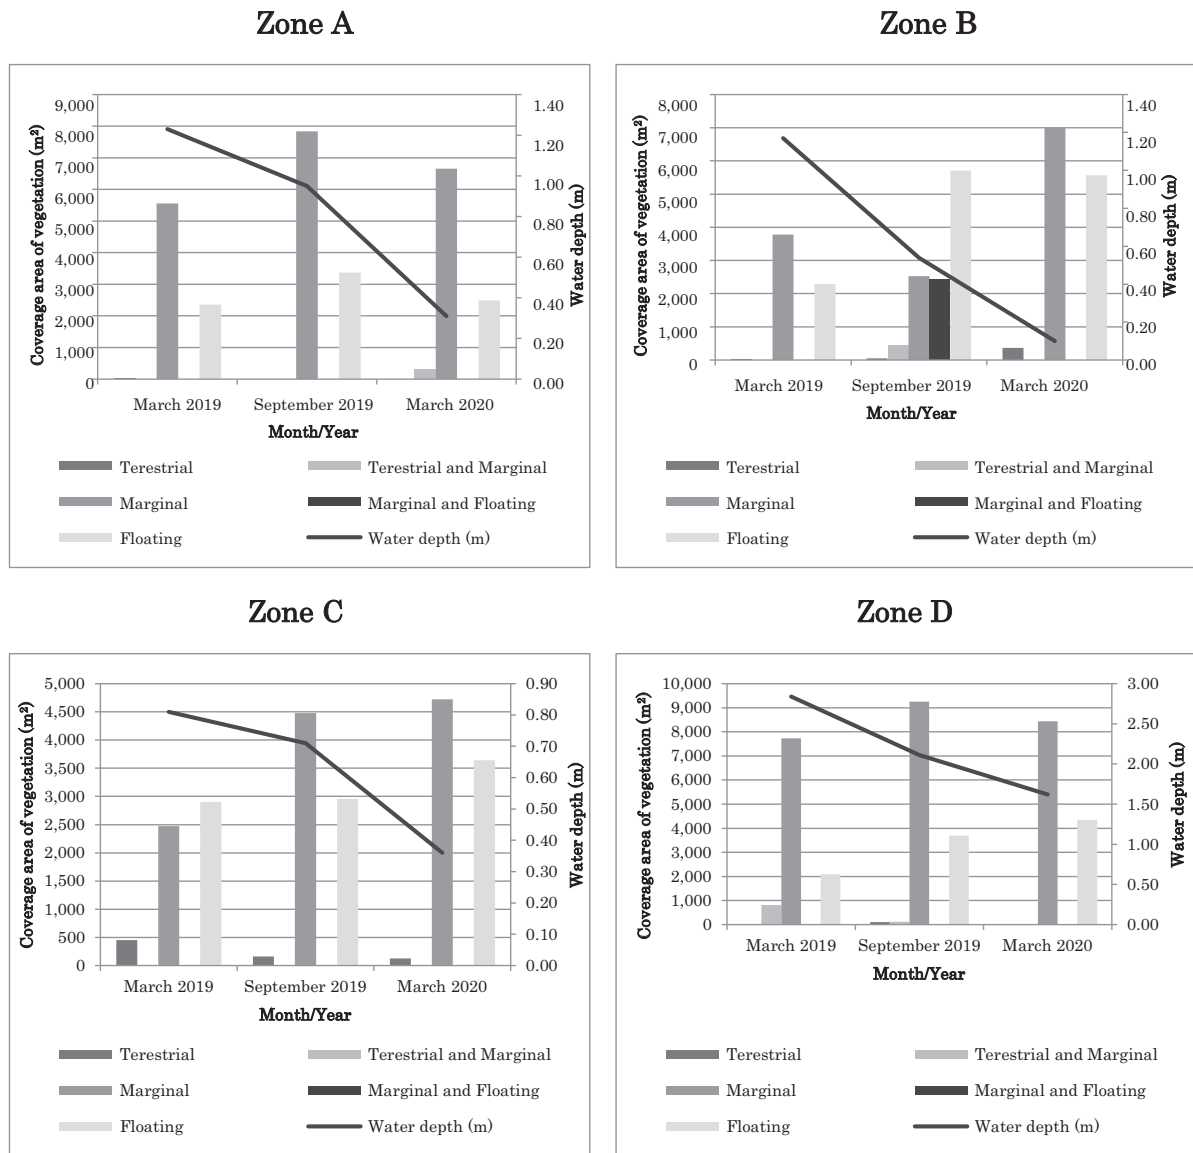 Zone A
9,000
8,000
7,000
6,000
5,000
4,000
3,000
2,000
1,000
0
1.40
1.20
1.00
0.80
0.60
0.40
0.20
0.00
Coverage area of vegetation (m²)
Water depth (m)
March 2019 September 2019 March 2020
Month/Year
Terestrial Terestrial and Marginal
Marginal Marginal and Floating
Floating Water depth (m)
Zone B
8,000
7,000
6,000
5,000
4,000
3,000
2,000
1,000
0
1.40
1.20
1.00
0.80
0.60
0.40
0.20
0.00
Coverage area of vegetation (m²)
Water depth (m)
March 2019 September 2019 March 2020
Month/Year
Terestrial Terestrial and Marginal
Marginal Marginal and Floating
Floating Water depth (m)
Zone C
5,000
4,500
4,000
3,500
3,000
2,500
2,000
1,500
1,000
500
0
0.90
0.80
0.70
0.60
0.50
0.40
0.30
0.20
0.10
0.00
Coverage area of vegetation (m²)
Water depth (m)
March 2019 September 2019 March 2020
Month/Year
Terestrial Terestrial and Marginal
Marginal Marginal and Floating
Floating Water depth (m)
Zone D
10,000
9,000
8,000
7,000
6,000
5,000
4,000
3,000
2,000
1,000
0
3.00
2.50
2.00
1.50
1.00
0.50
0.00
Coverage area of vegetation (m²)
Water depth (m)
March 2019 September 2019 March 2020
Month/Year
Terestrial Terestrial and Marginal
Marginal Marginal and Floating
Floating Water depth (m)